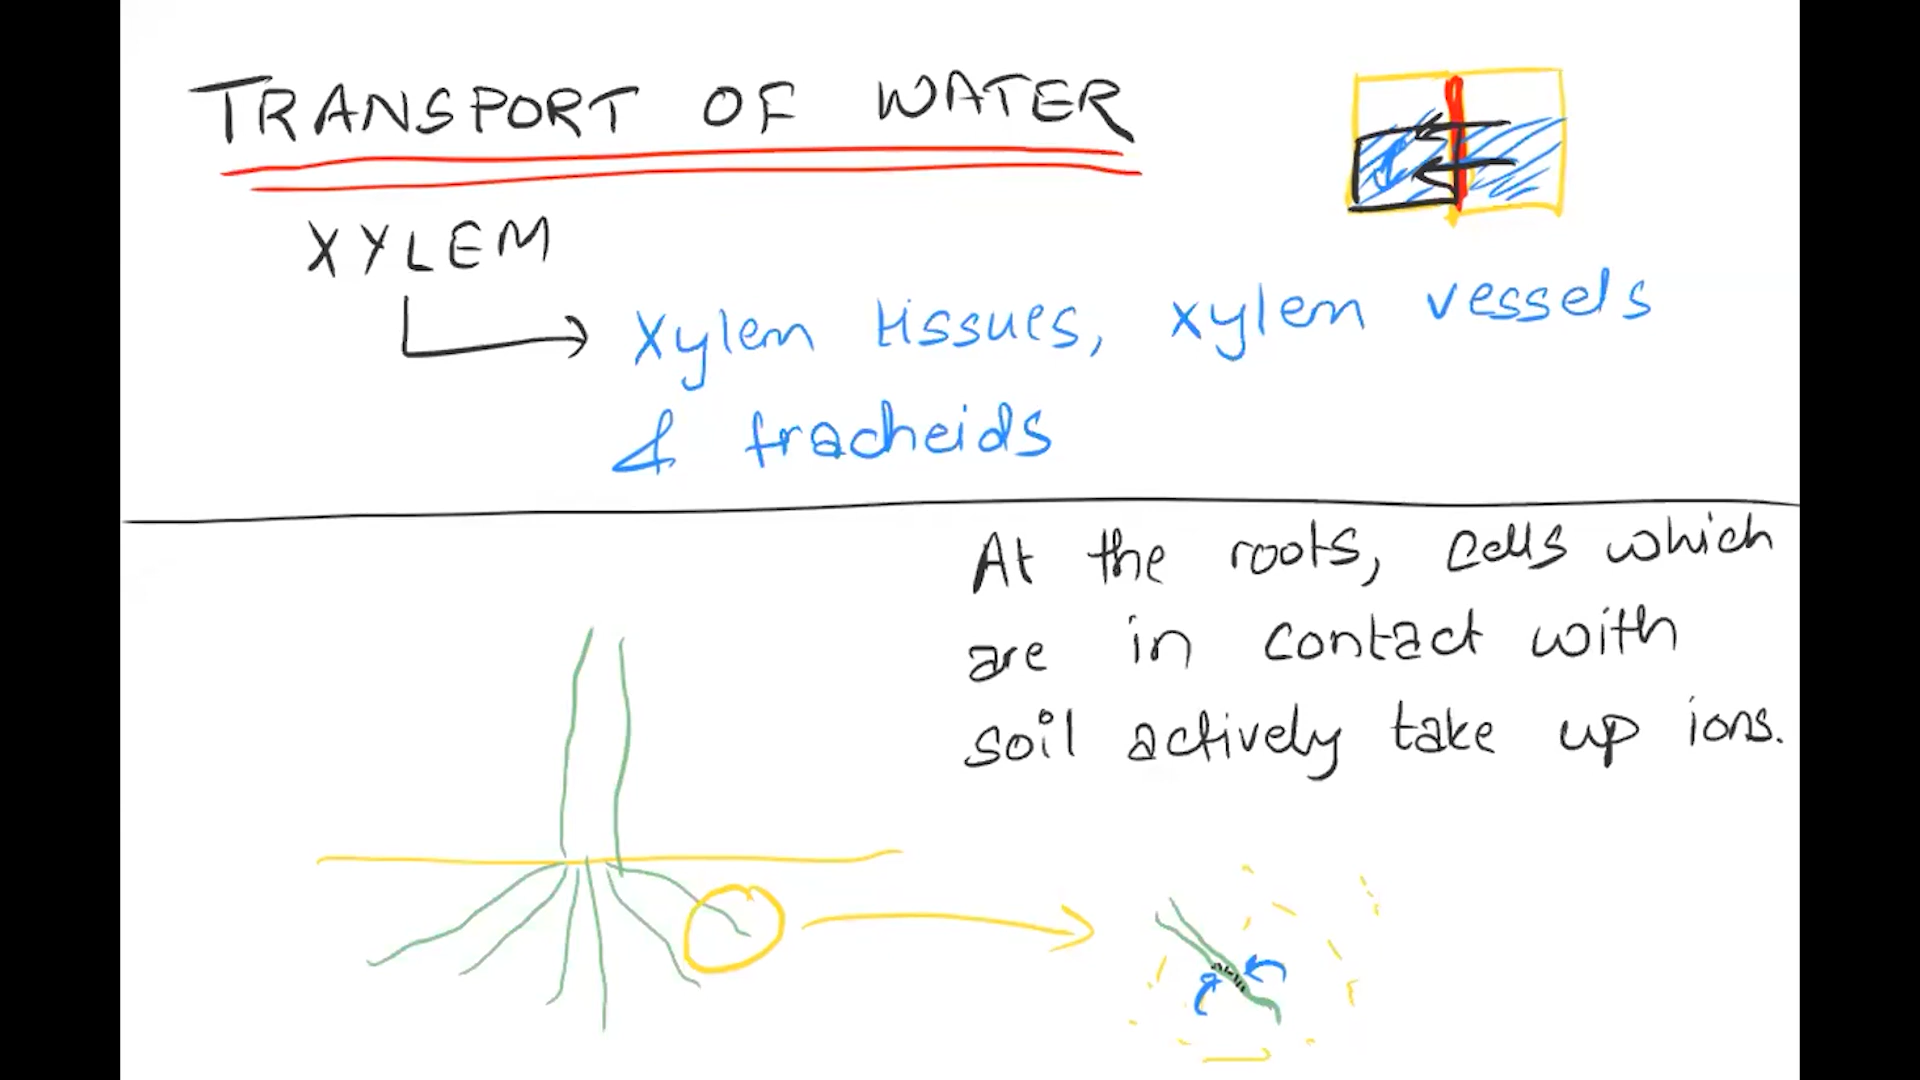 TRANSPORT OF WATER
XYLEM
Xylem tissues, xylem vessels
& tracheids
At the roots, cells which
are in contact with
soil actively take up ions.